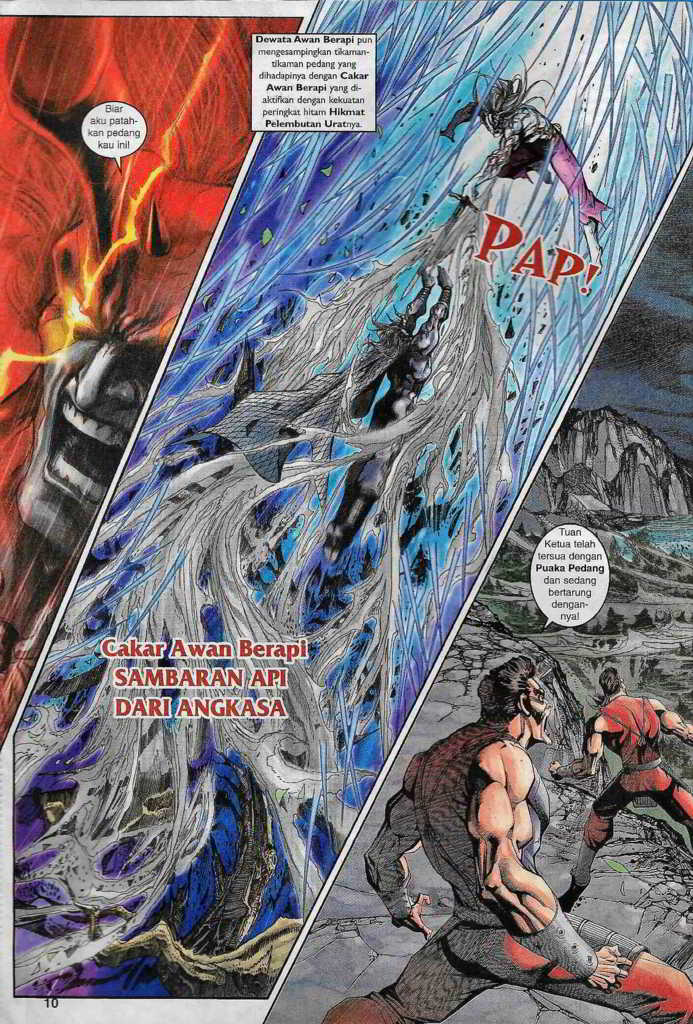 Biar
aku patah-
kan pedang
kau ini!
Dewata Awan Berapi pun
mengesampingkan tikaman-
tikaman pedang yang
dihadapinya dengan Cakar
Awan Berapi yang di-
aktifkan dengan kekuatan
peringkat hitam Hikmat
Pelembutan Uratnya.
PAP!
Cakar Awan Berapi
SAMBARAN API
DARI ANGKASA
Tuan
Ketua telah
tersua dengan
Puaka Pedang
dan sedang
bertarung
dengan-
nya!
10